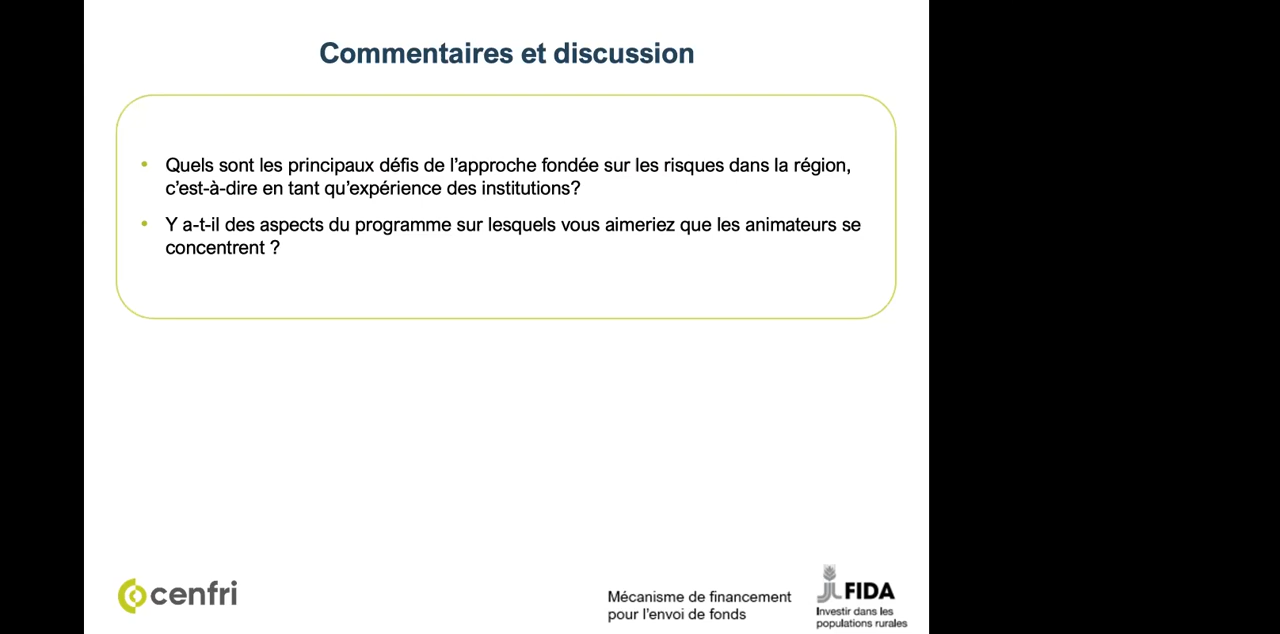 Commentaires et discussion
• Quels sont les principaux défis de l’approche fondée sur les risques dans la région,
c’est-à-dire en tant qu’expérience des institutions?
• Y a-t-il des aspects du programme sur lesquels vous aimeriez que les animateurs se
concentrent ?
cenfri
Mécanisme de financement
pour l'envoi de fonds
FIDA
Investir dans les
populations rurales